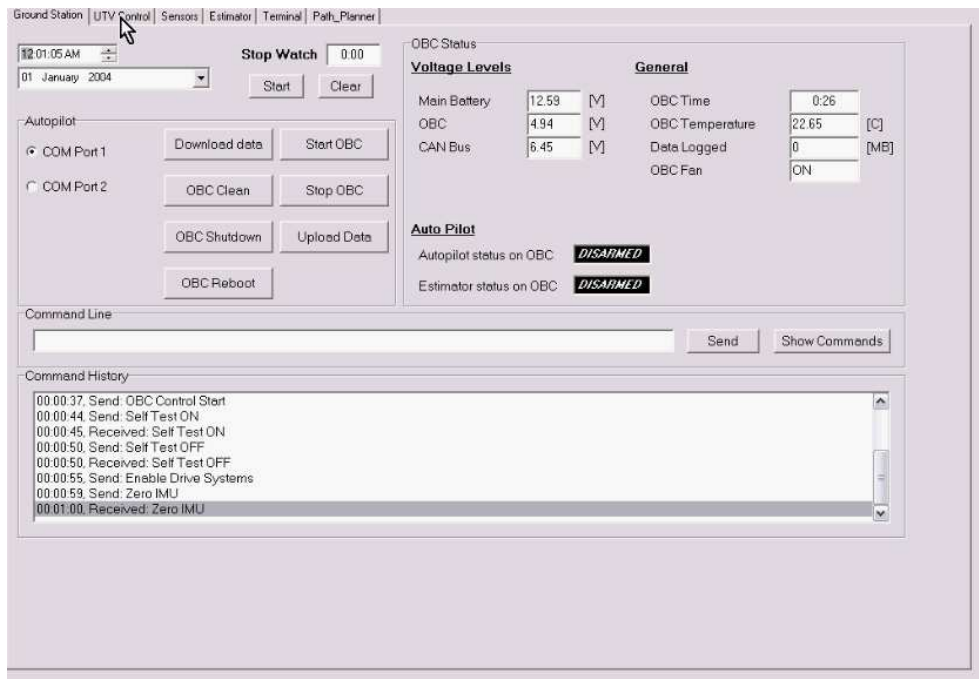 Ground Station UTV Control Sensors Estimator Terminal Path_Planner
12:01:05 AM
01 January 2004
Stop Watch 0:00
Start Clear
Autopilot
COM Port 1
COM Port 2
Download data Start OBC
OBC Clean Stop OBC
OBC Shutdown Upload Data
OBC Reboot
OBC Status
Voltage Levels
Main Battery 12.59 [V]
OBC 4.94 [V]
CAN Bus 6.45 [V]
General
OBC Time 0:26
OBC Temperature 22.65 [C]
Data Logged 0 [MB]
OBC Fan ON
Auto Pilot
Autopilot status on OBC DISARMED
Estimator status on OBC DISARMED
Command Line
Send Show Commands
Command History
00:00:37, Send: OBC Control Start
00:00:44, Send: Self Test ON
00:00:45, Received: Self Test ON
00:00:50, Send: Self Test OFF
00:00:50, Received: Self Test OFF
00:00:55, Send: Enable Drive Systems
00:00:59, Send: Zero IMU
00:01:00, Received: Zero IMU